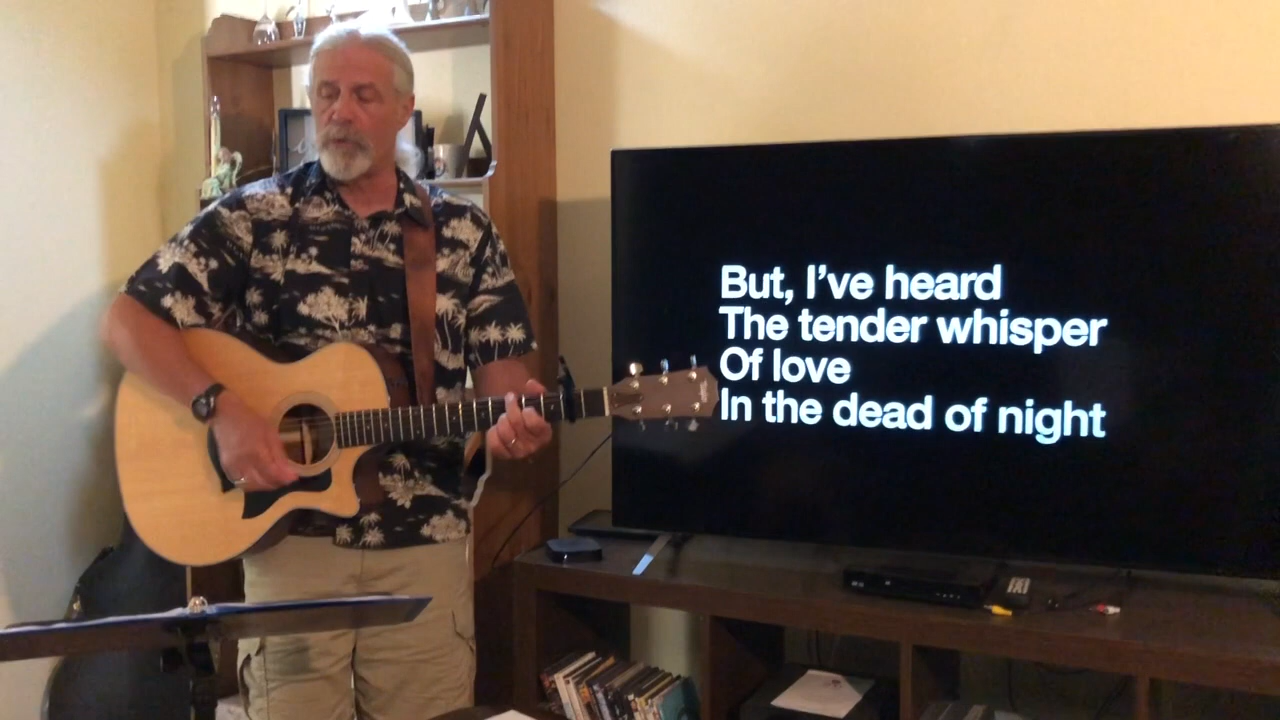 But, I've heard
The tender whisper
Of love
In the dead of night